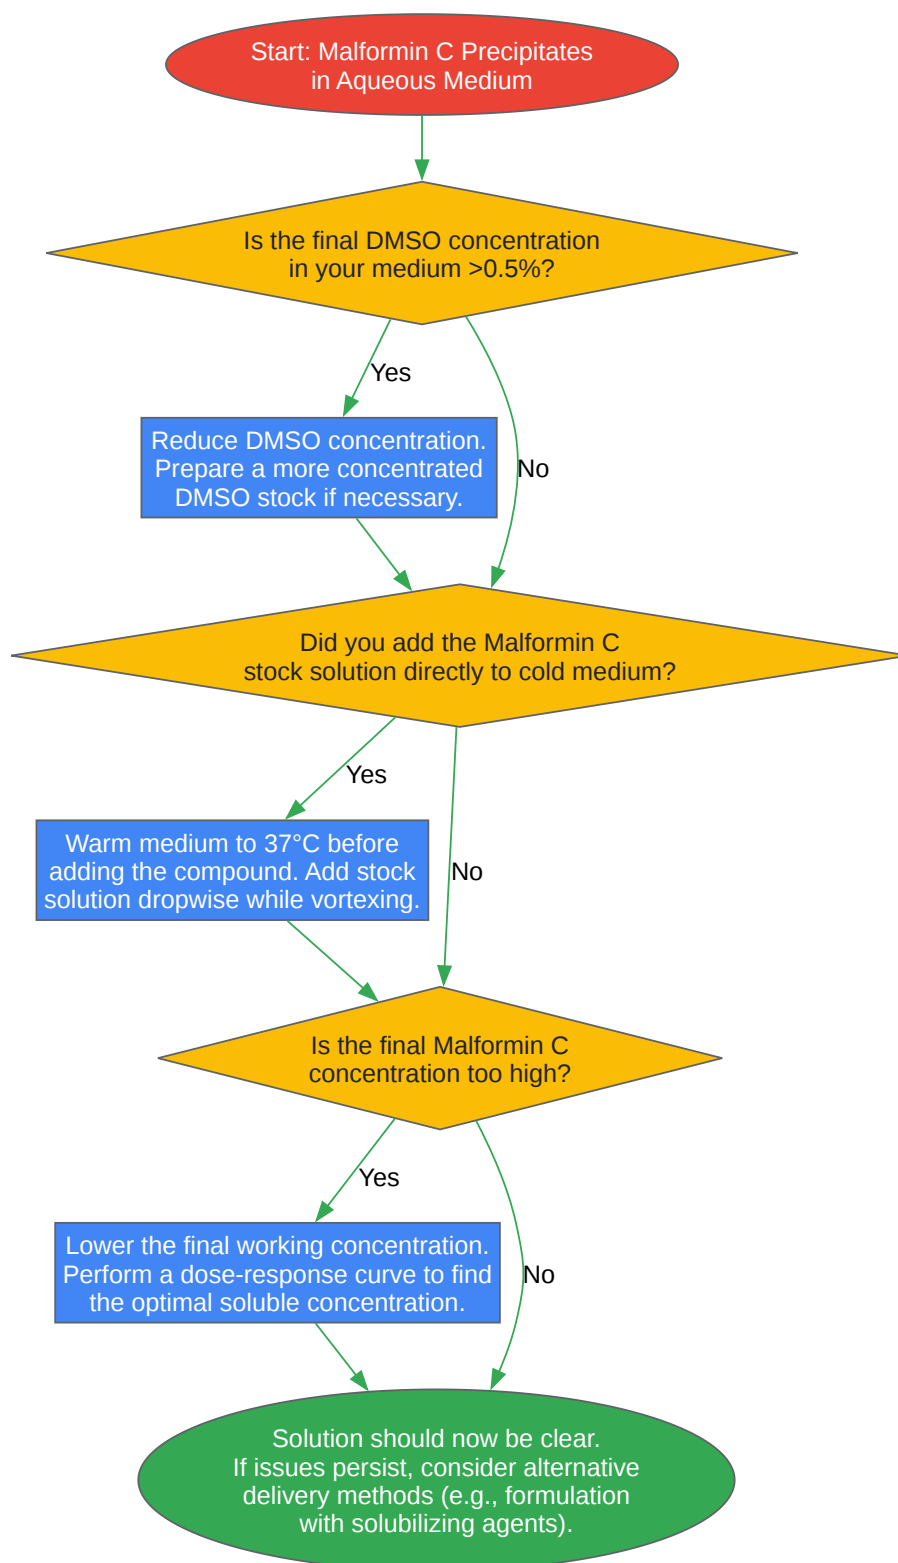 Start: Malformin C Precipitates
in Aqueous Medium
Is the final DMSO concentration
in your medium >0.5%?
Yes
Reduce DMSO concentration.
Prepare a more concentrated
DMSO stock if necessary.
No
Did you add the Malformin C
stock solution directly to cold medium?
Yes
Warm medium to 37°C before
adding the compound. Add stock
solution dropwise while vortexing.
No
Is the final Malformin C
concentration too high?
Yes
Lower the final working concentration.
Perform a dose-response curve to find
the optimal soluble concentration.
No
Solution should now be clear.
If issues persist, consider alternative
delivery methods (e.g., formulation
with solubilizing agents).